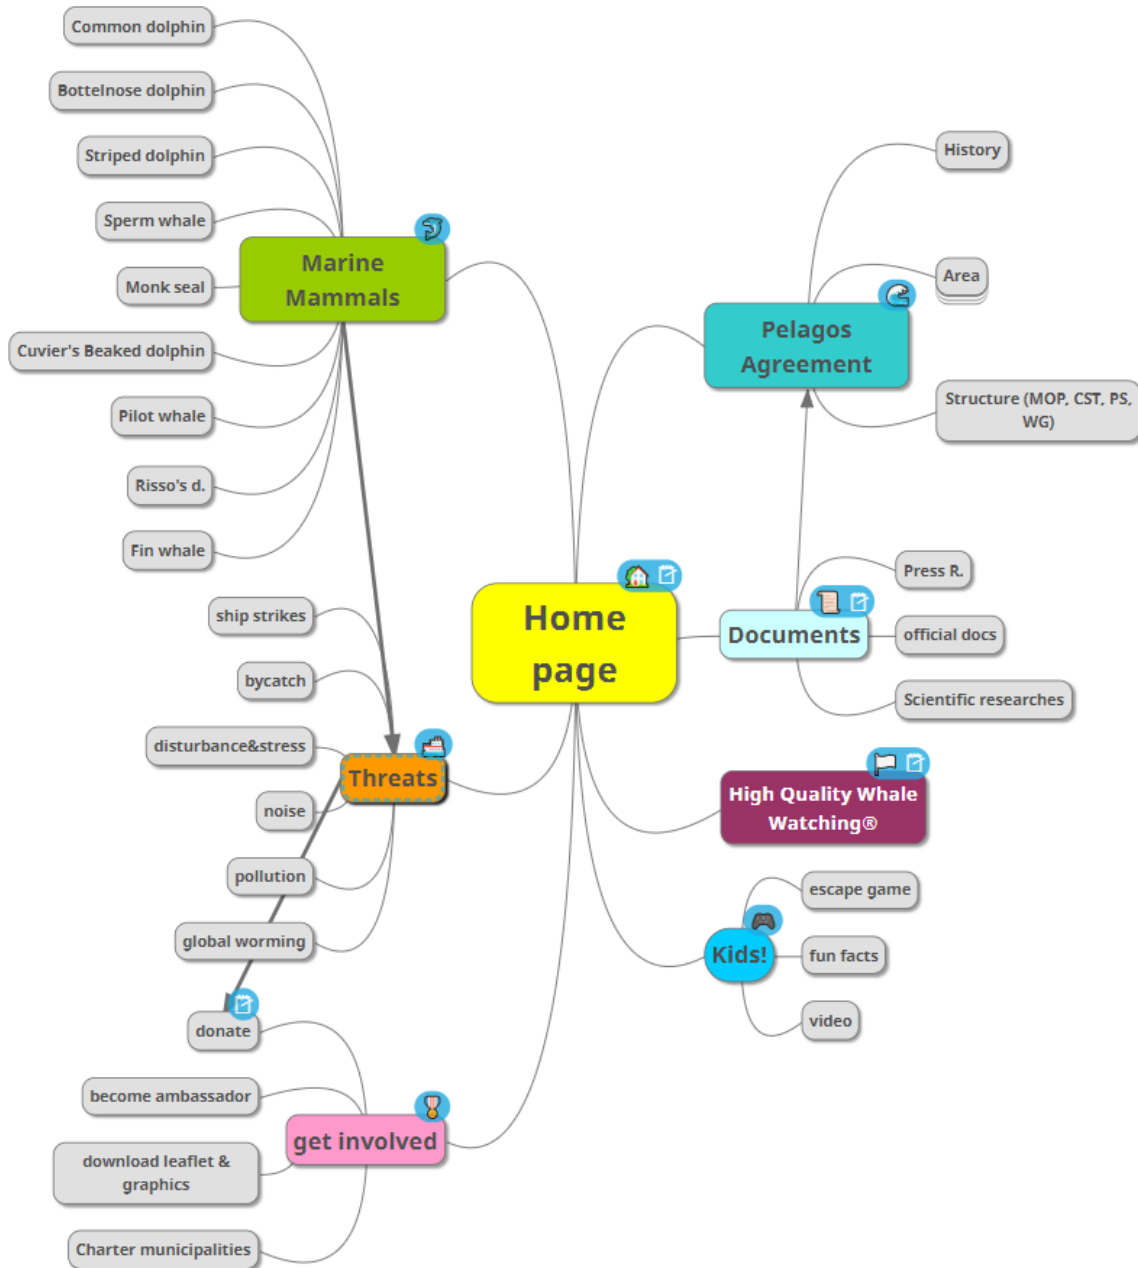 Common dolphin
Bottelnose dolphin
Striped dolphin
Sperm whale
Monk seal
Cuvier's Beaked dolphin
Pilot whale
Risso's d.
Fin whale
Marine
Mammals
ship strikes
bycatch
disturbance&stress
noise
pollution
global worming
Threats
donate
become ambassador
download leaflet &
graphics
Charter municipalities
get involved
Home
page
Pelagos
Agreement
History
Area
Structure (MOP, CST, PS,
WG)
Documents
Press R.
official docs
Scientific researches
High Quality Whale
Watching®
Kids!
escape game
fun facts
video